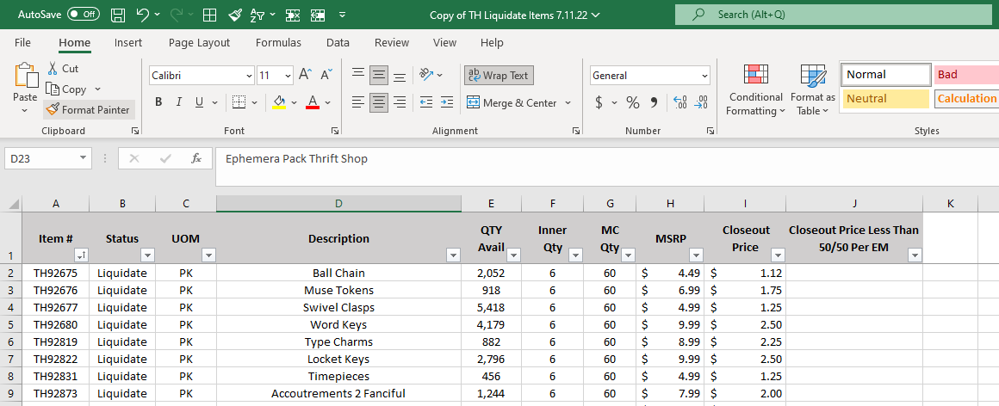 AutoSave Off Copy of TH Liquidate Items 7.11.22 Search (Alt+Q)
File Home Insert Page Layout Formulas Data Review View Help
Paste
Cut
Copy
Format Painter
Clipboard
Calibri 11
B I U A
Font
ab Wrap Text
Merge & Center
Alignment
General
$ % 9 .00
Number
Conditional Formatting
Format as Table
Normal Bad
Neutral Calculation
Styles
D23 fx Ephemera Pack Thrift Shop
A B C D E F G H I J K
1 Item # Status UOM Description QTY Avail Inner Qty MC Qty MSRP Closeout Price Closeout Price Less Than 50/50 Per EM
2 TH92675 Liquidate PK Ball Chain 2,052 6 60 $ 4.49 $ 1.12
3 TH92676 Liquidate PK Muse Tokens 918 6 60 $ 6.99 $ 1.75
4 TH92677 Liquidate PK Swivel Clasps 5,418 6 60 $ 4.99 $ 1.25
5 TH92680 Liquidate PK Word Keys 4,179 6 60 $ 9.99 $ 2.50
6 TH92819 Liquidate PK Type Charms 882 6 60 $ 8.99 $ 2.25
7 TH92822 Liquidate PK Locket Keys 2,796 6 60 $ 9.99 $ 2.50
8 TH92831 Liquidate PK Timepieces 456 6 60 $ 4.99 $ 1.25
9 TH92873 Liquidate PK Accoutrements 2 Fanciful 1,244 6 60 $ 7.99 $ 2.00